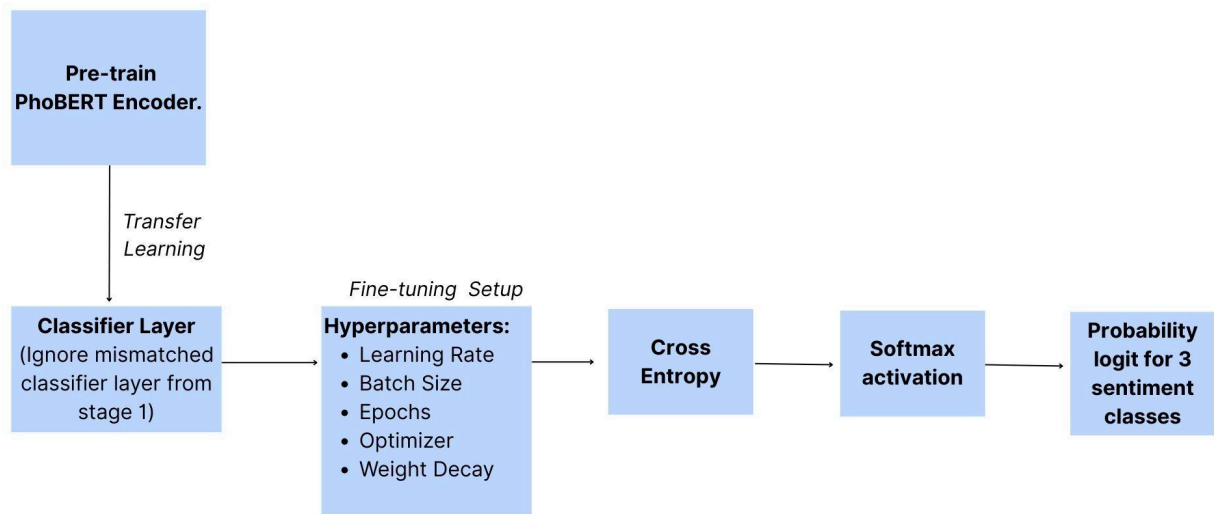 Pre-train
PhoBERT Encoder.
Transfer
Learning
Classifier Layer
(Ignore mismatched
classifier layer from
stage 1)
Fine-tuning Setup
Hyperparameters:
• Learning Rate
• Batch Size
• Epochs
• Optimizer
• Weight Decay
Cross
Entropy
Softmax
activation
Probability
logit for 3
sentiment
classes